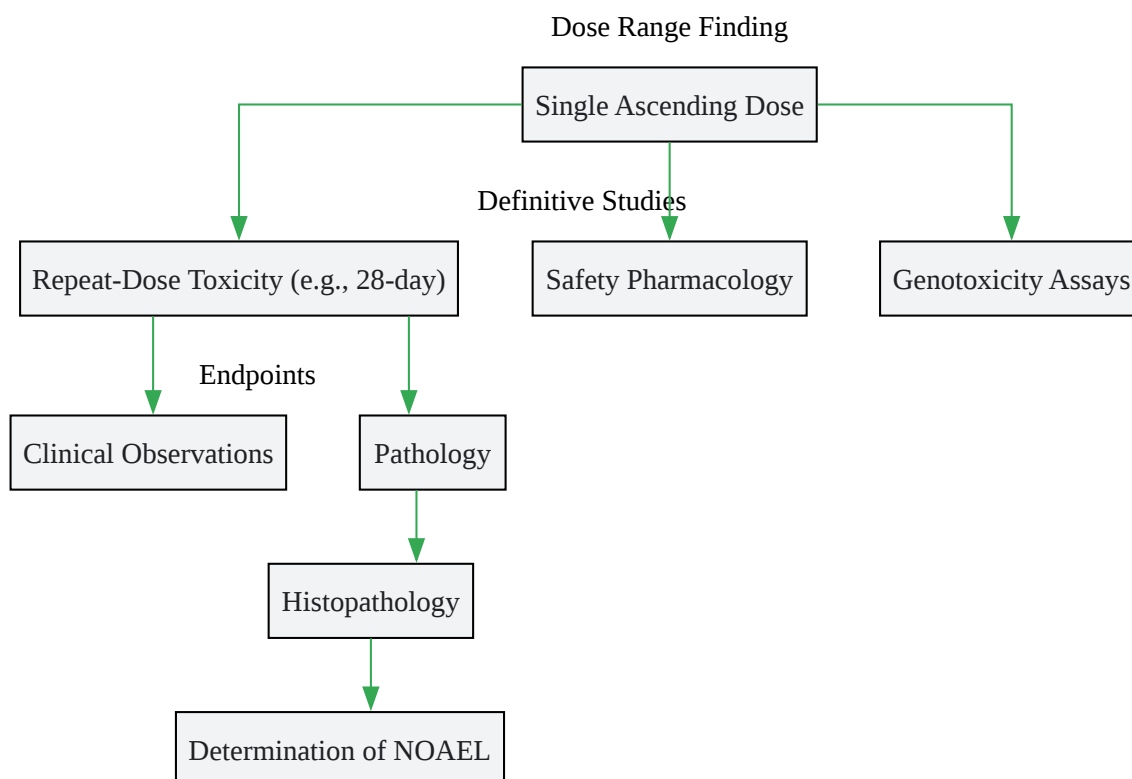 Dose Range Finding
Single Ascending Dose
Definitive Studies
Repeat-Dose Toxicity (e.g., 28-day)
Safety Pharmacology
Genotoxicity Assays
Endpoints
Clinical Observations
Pathology
Histopathology
Determination of NOAEL